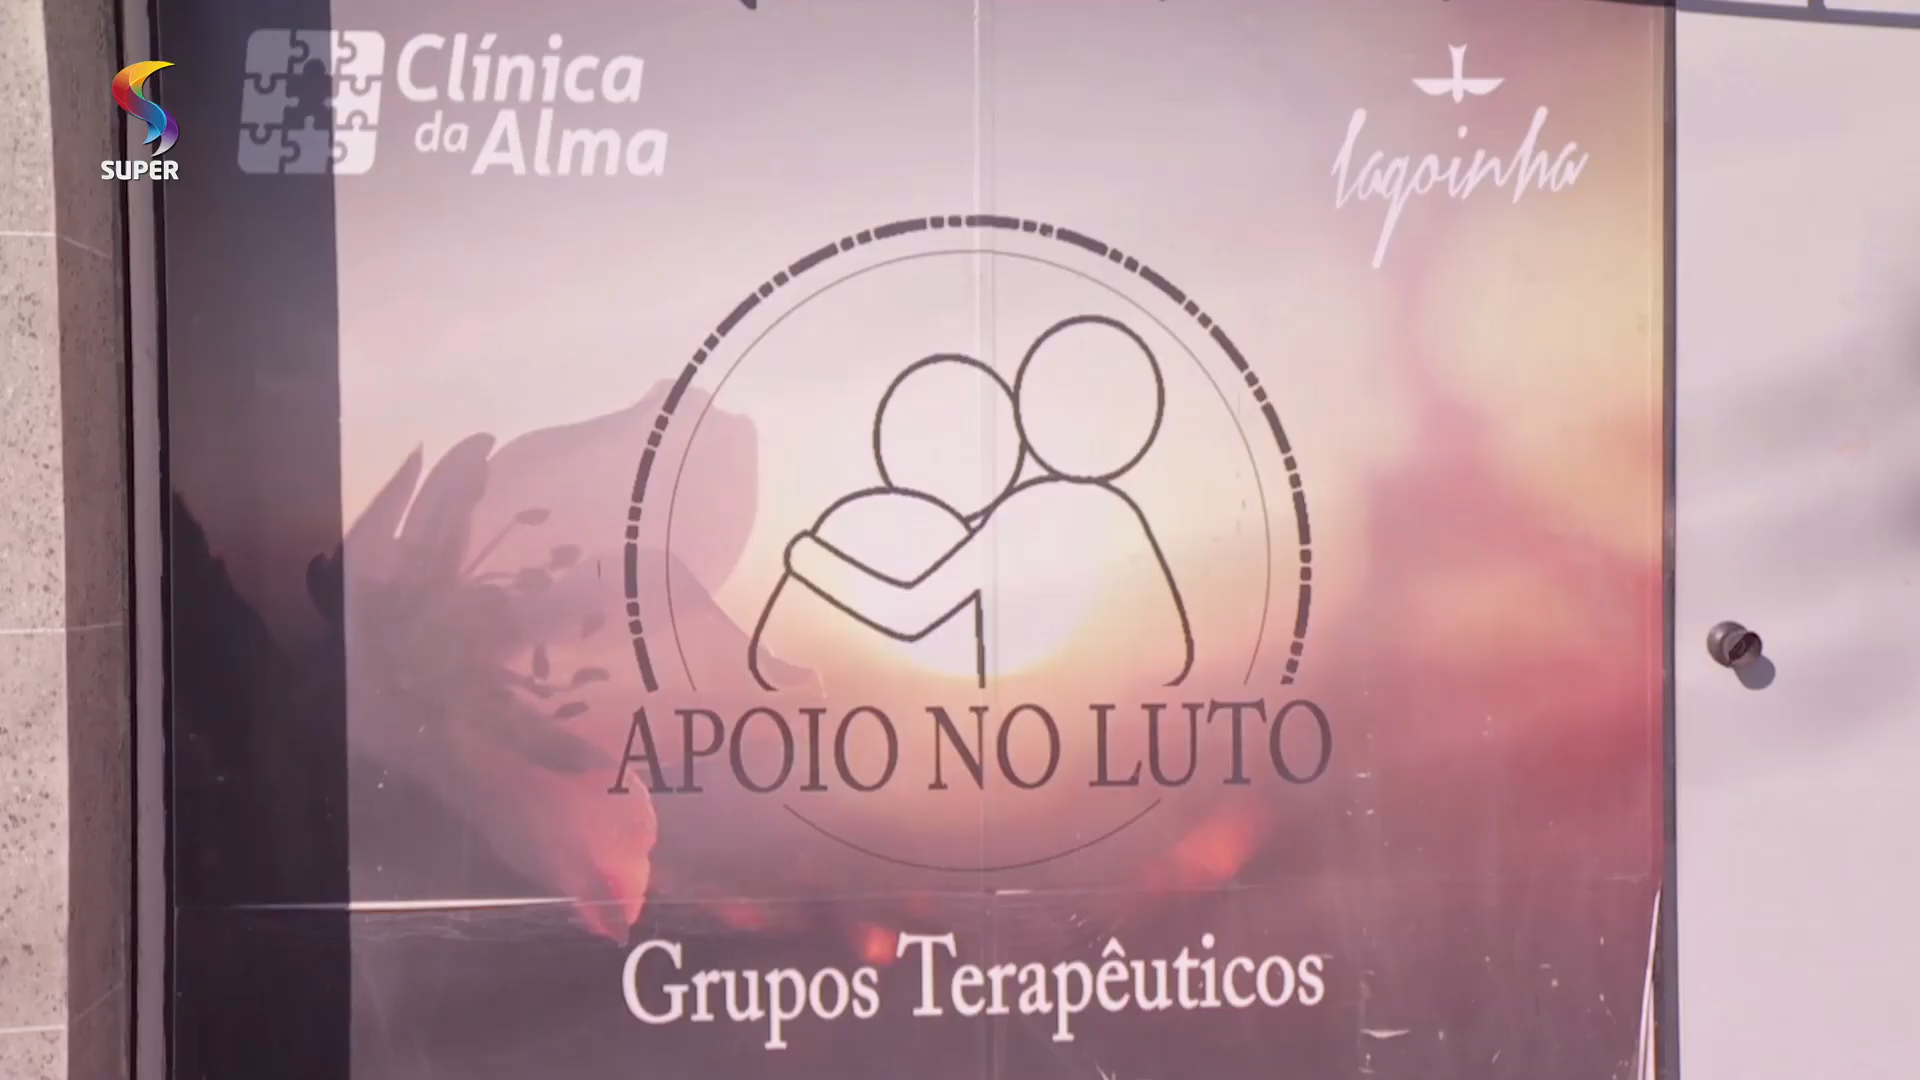 SUPER
Clínica
da Alma
lagoinha
APOIO NO LUTO
Grupos Terapêuticos